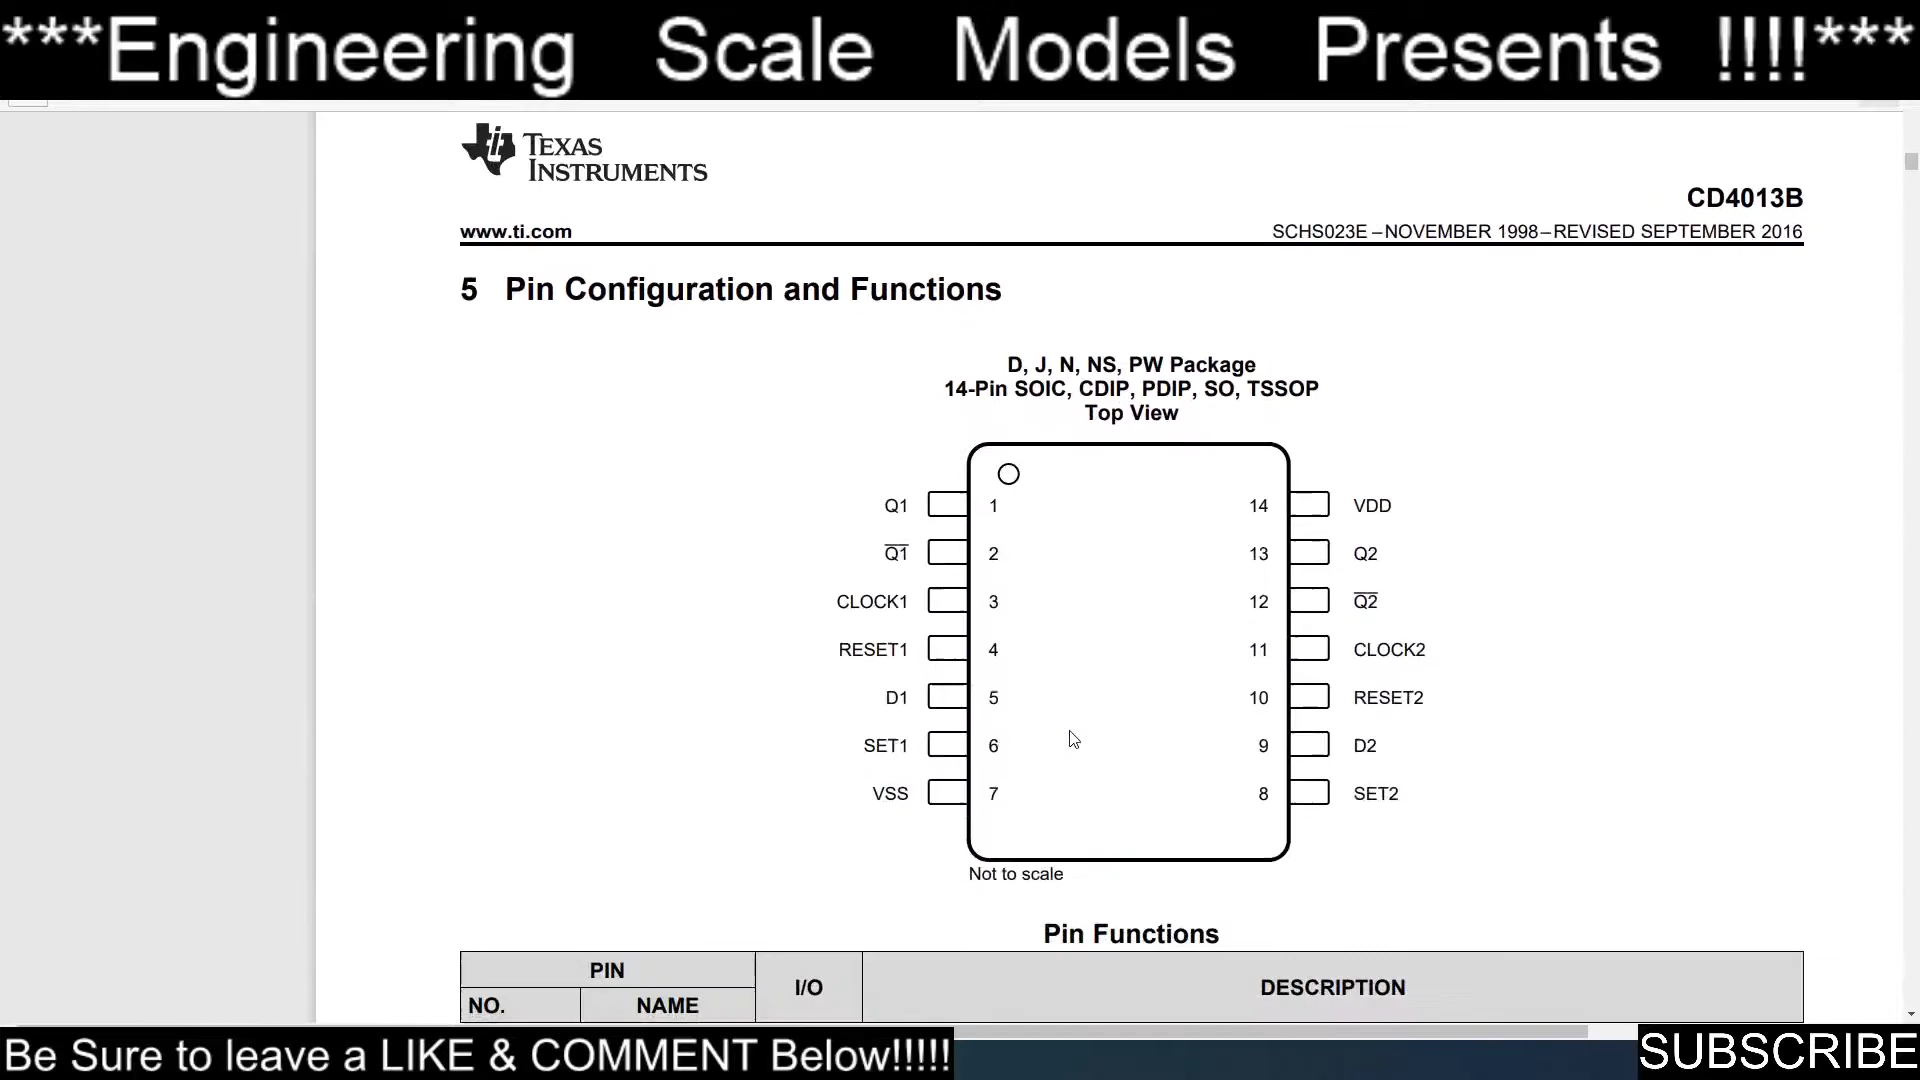 ***Engineering Scale Models Presents !!!!***
TEXAS
INSTRUMENTS
CD4013B
www.ti.com
SCHS023E –NOVEMBER 1998–REVISED SEPTEMBER 2016
5 Pin Configuration and Functions
D, J, N, NS, PW Package
14-Pin SOIC, CDIP, PDIP, SO, TSSOP
Top View
Q1 1 14 VDD
Q̅1̅ 2 13 Q2
CLOCK1 3 12 Q̅2̅
RESET1 4 11 CLOCK2
D1 5 10 RESET2
SET1 6 9 D2
VSS 7 8 SET2
Not to scale
Pin Functions
PIN
I/O
DESCRIPTION
NO. NAME
Be Sure to leave a LIKE & COMMENT Below!!!!!
SUBSCRIBE